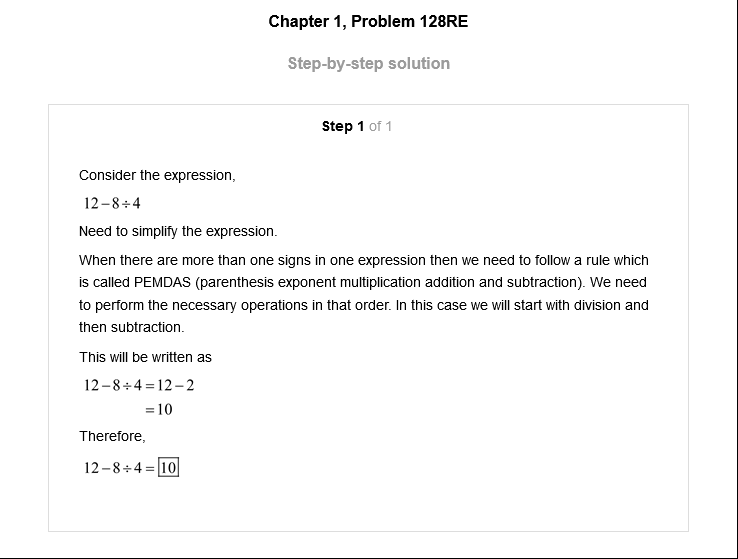 Chapter 1, Problem 128RE
Step-by-step solution
Step 1 of 1
Consider the expression,
12−8÷4
Need to simplify the expression.
When there are more than one signs in one expression then we need to follow a rule which
is called PEMDAS (parenthesis exponent multiplication addition and subtraction). We need
to perform the necessary operations in that order. In this case we will start with division and
then subtraction.
This will be written as
12−8÷4=12−2
=10
Therefore,
12−8÷4=10